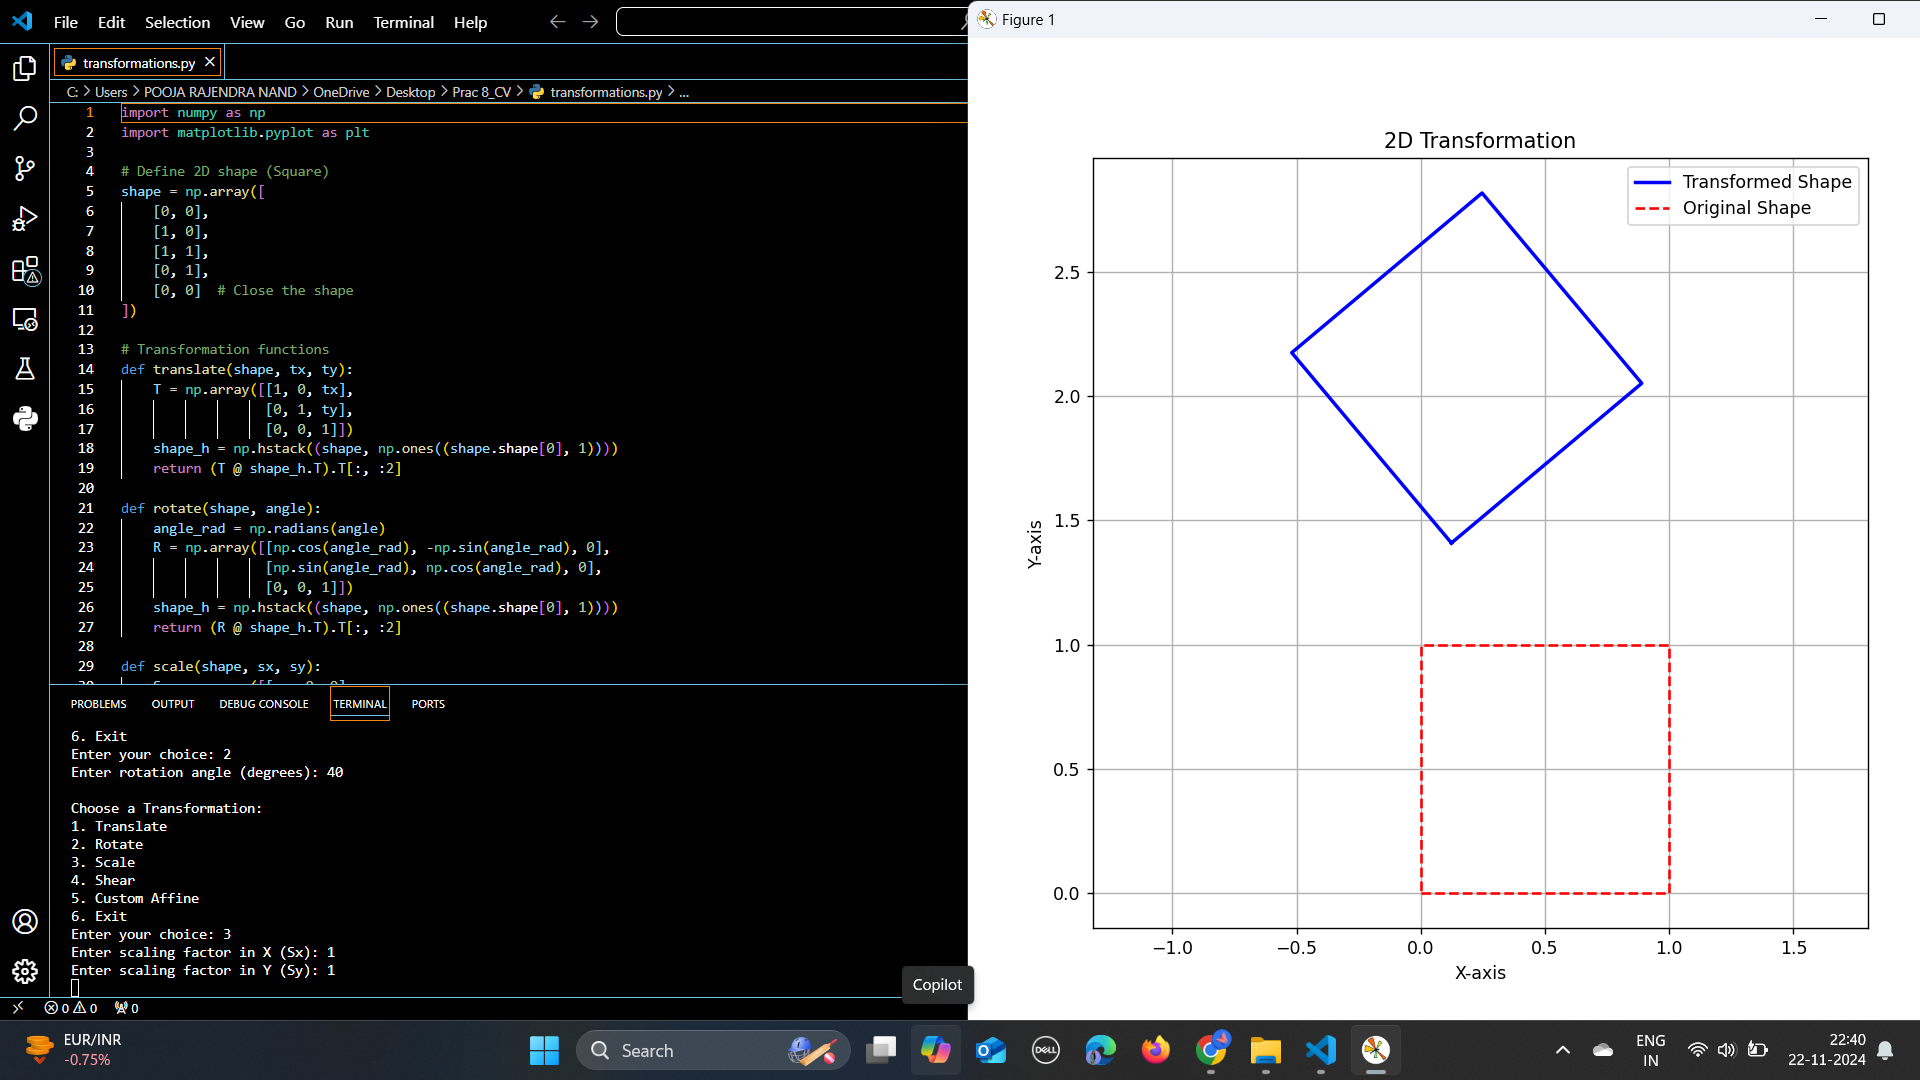 File Edit Selection View Go Run Terminal Help
transformations.py
C: > Users > POOJA RAJENDRA NAND > OneDrive > Desktop > Prac 8_CV > transformations.py > ...
1 import numpy as np
2 import matplotlib.pyplot as plt
3
4 # Define 2D shape (Square)
5 shape = np.array([
6 [0, 0],
7 [1, 0],
8 [1, 1],
9 [0, 1],
10 [0, 0]  # Close the shape
11 ])
12
13 # Transformation functions
14 def translate(shape, tx, ty):
15 T = np.array([[1, 0, tx],
16 [0, 1, ty],
17 [0, 0, 1]])
18 shape_h = np.hstack((shape, np.ones((shape.shape[0], 1))))
19 return (T @ shape_h.T).T[:, :2]
20
21 def rotate(shape, angle):
22 angle_rad = np.radians(angle)
23 R = np.array([[np.cos(angle_rad), -np.sin(angle_rad), 0],
24 [np.sin(angle_rad), np.cos(angle_rad), 0],
25 [0, 0, 1]])
26 shape_h = np.hstack((shape, np.ones((shape.shape[0], 1))))
27 return (R @ shape_h.T).T[:, :2]
28
29 def scale(shape, sx, sy):
PROBLEMS OUTPUT DEBUG CONSOLE TERMINAL PORTS
6. Exit
Enter your choice: 2
Enter rotation angle (degrees): 40
Choose a Transformation:
1. Translate
2. Rotate
3. Scale
4. Shear
5. Custom Affine
6. Exit
Enter your choice: 3
Enter scaling factor in X (Sx): 1
Enter scaling factor in Y (Sy): 1
0 0 0
Copilot
Figure 1
2D Transformation
Transformed Shape
Original Shape
2.5
2.0
1.5
1.0
0.5
0.0
Y-axis
−1.0 −0.5 0.0 0.5 1.0 1.5
X-axis
EUR/INR
-0.75%
Search
DELL
ENG
IN
22:40
22-11-2024